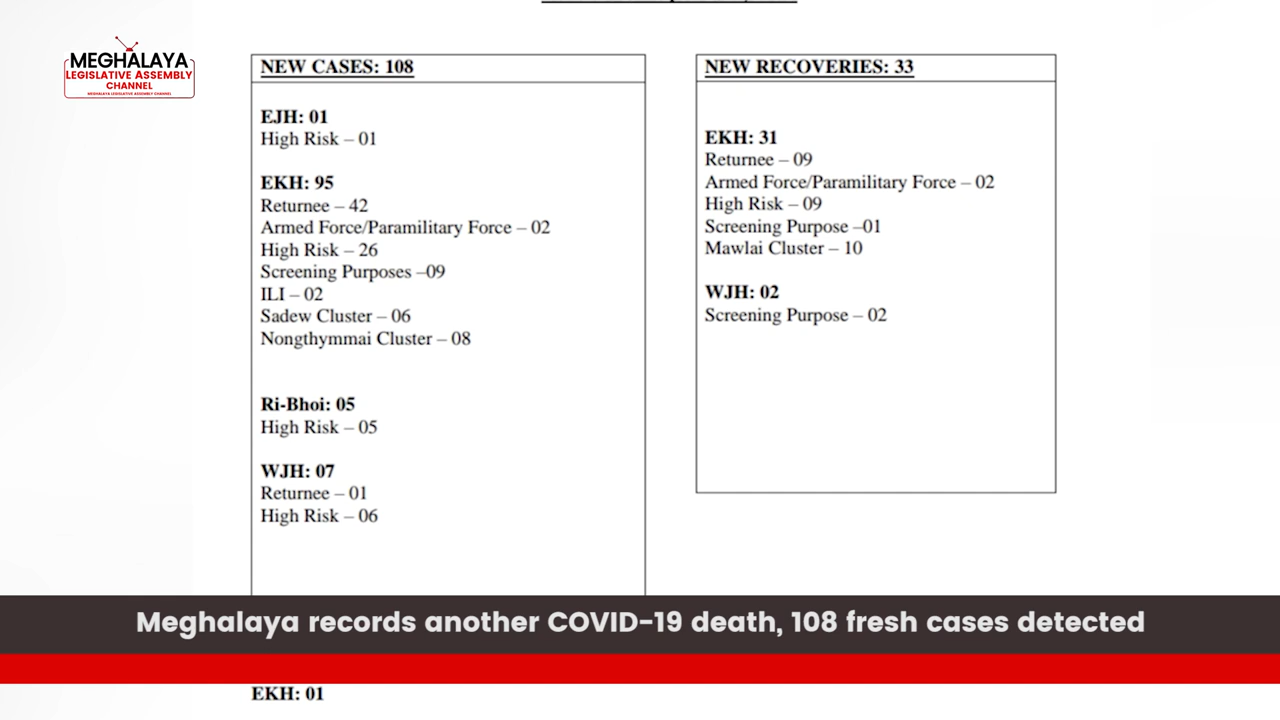 MEGHALAYA
LEGISLATIVE ASSEMBLY
CHANNEL
MEGHALAYA LEGISLATIVE ASSEMBLY CHANNEL
NEW CASES: 108
EJH: 01
High Risk – 01
EKH: 95
Returnee – 42
Armed Force/Paramilitary Force – 02
High Risk – 26
Screening Purposes –09
ILI – 02
Sadew Cluster – 06
Nongthymmai Cluster – 08
Ri-Bhoi: 05
High Risk – 05
WJH: 07
Returnee – 01
High Risk – 06
NEW RECOVERIES: 33
EKH: 31
Returnee – 09
Armed Force/Paramilitary Force – 02
High Risk – 09
Screening Purpose –01
Mawlai Cluster – 10
WJH: 02
Screening Purpose – 02
Meghalaya records another COVID-19 death, 108 fresh cases detected
EKH: 01